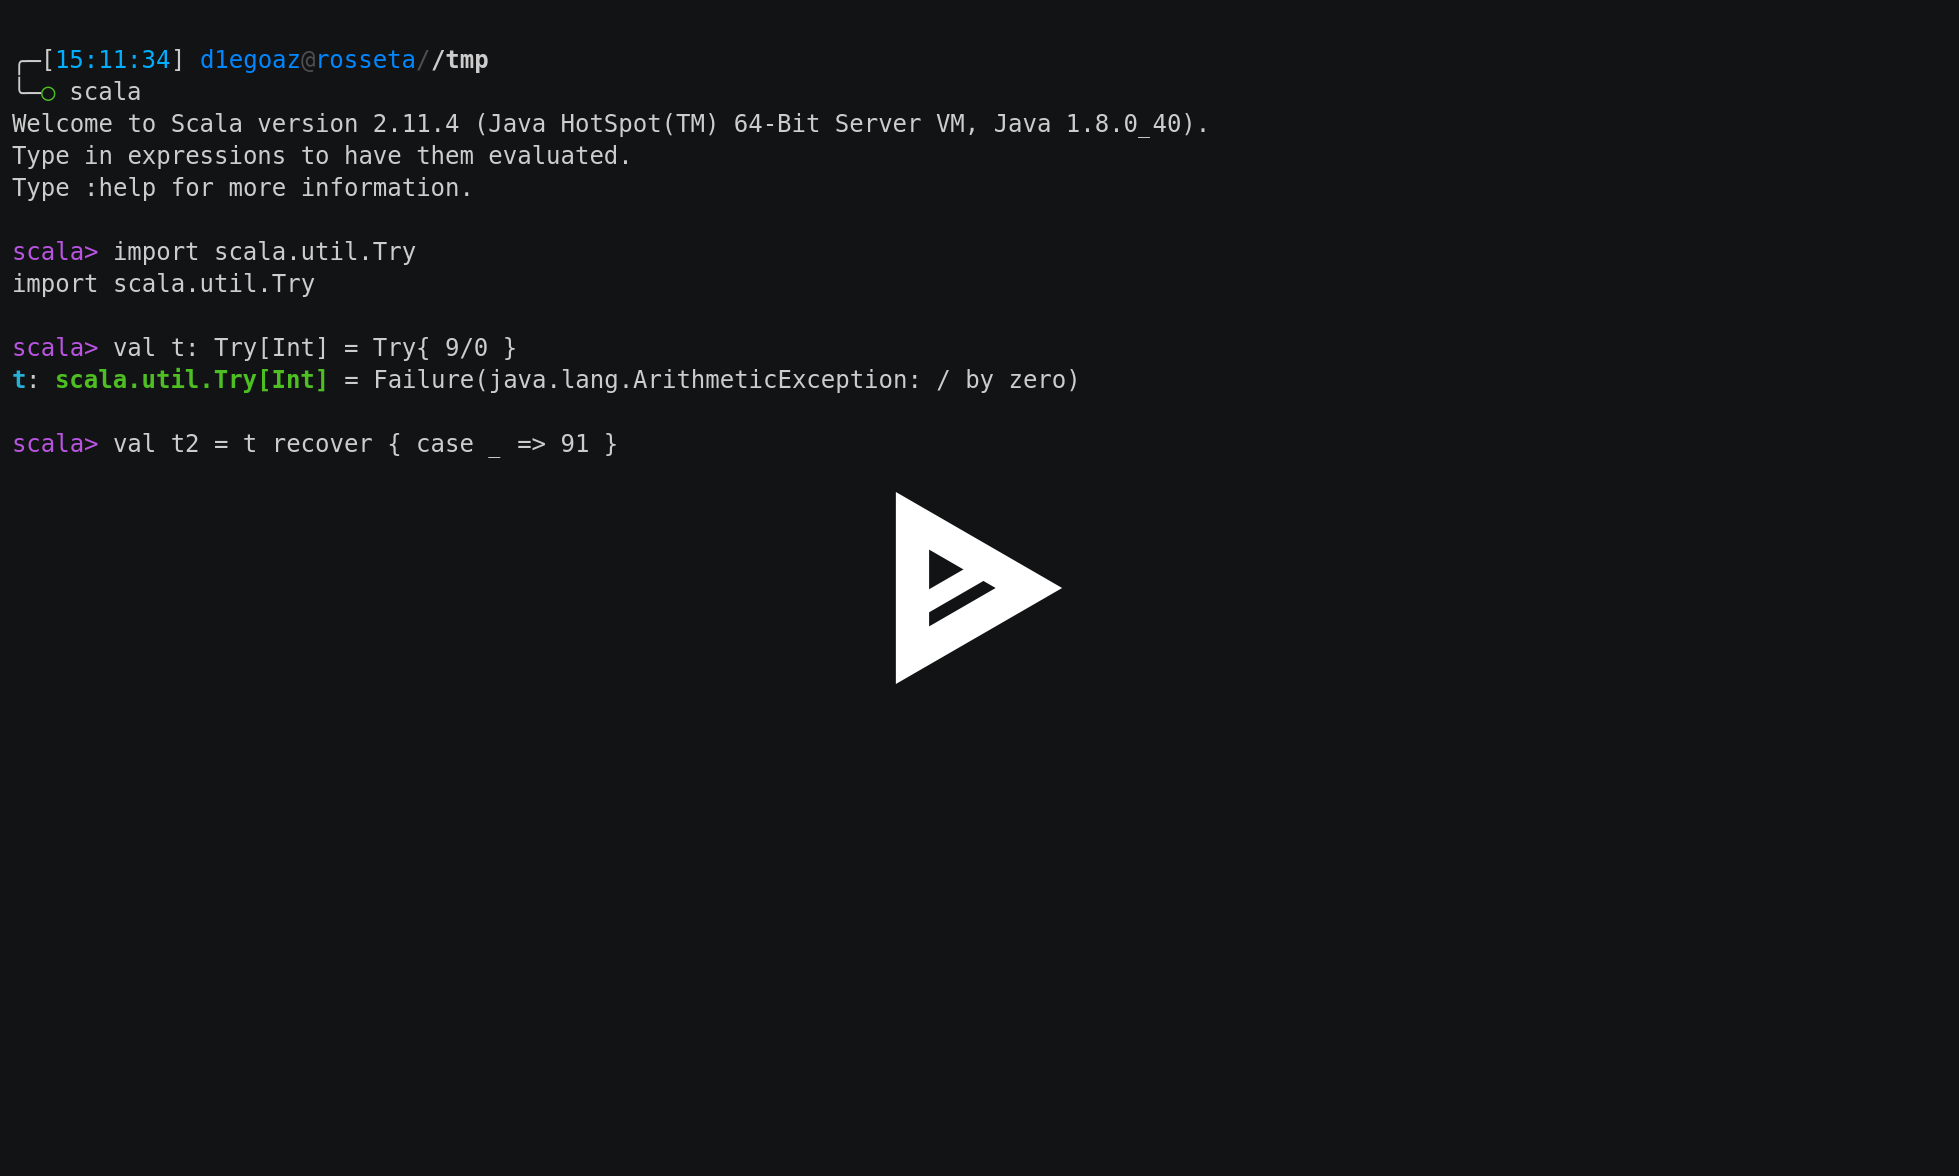 ╭─[15:11:34] d1egoaz@rosseta//tmp
╰─○ scala
Welcome to Scala version 2.11.4 (Java HotSpot(TM) 64-Bit Server VM, Java 1.8.0_40).
Type in expressions to have them evaluated.
Type :help for more information.
scala> import scala.util.Try
import scala.util.Try
scala> val t: Try[Int] = Try{ 9/0 }
t: scala.util.Try[Int] = Failure(java.lang.ArithmeticException: / by zero)
scala> val t2 = t recover { case _ => 91 }